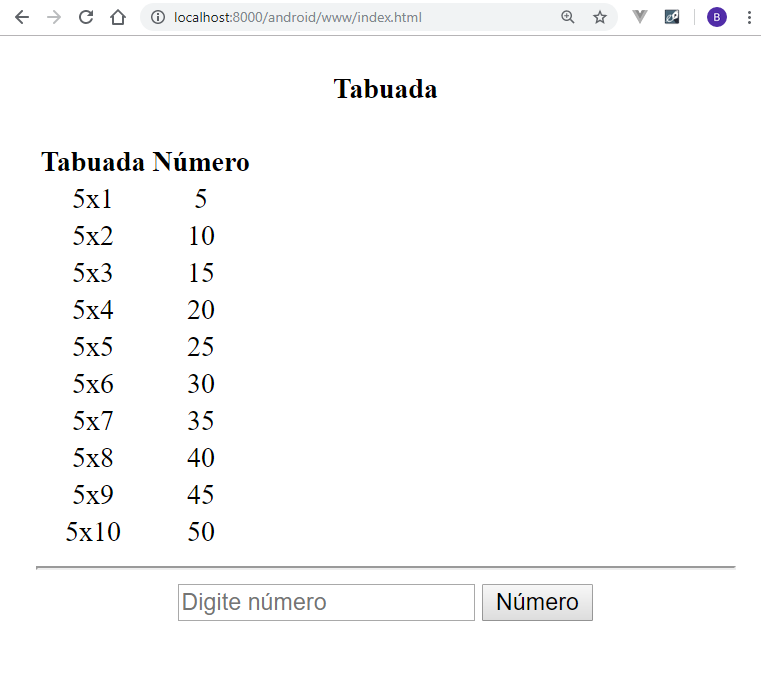 localhost:8000/android/www/index.html
B
Tabuada
Tabuada Número
5x1 5
5x2 10
5x3 15
5x4 20
5x5 25
5x6 30
5x7 35
5x8 40
5x9 45
5x10 50
Digite número Número